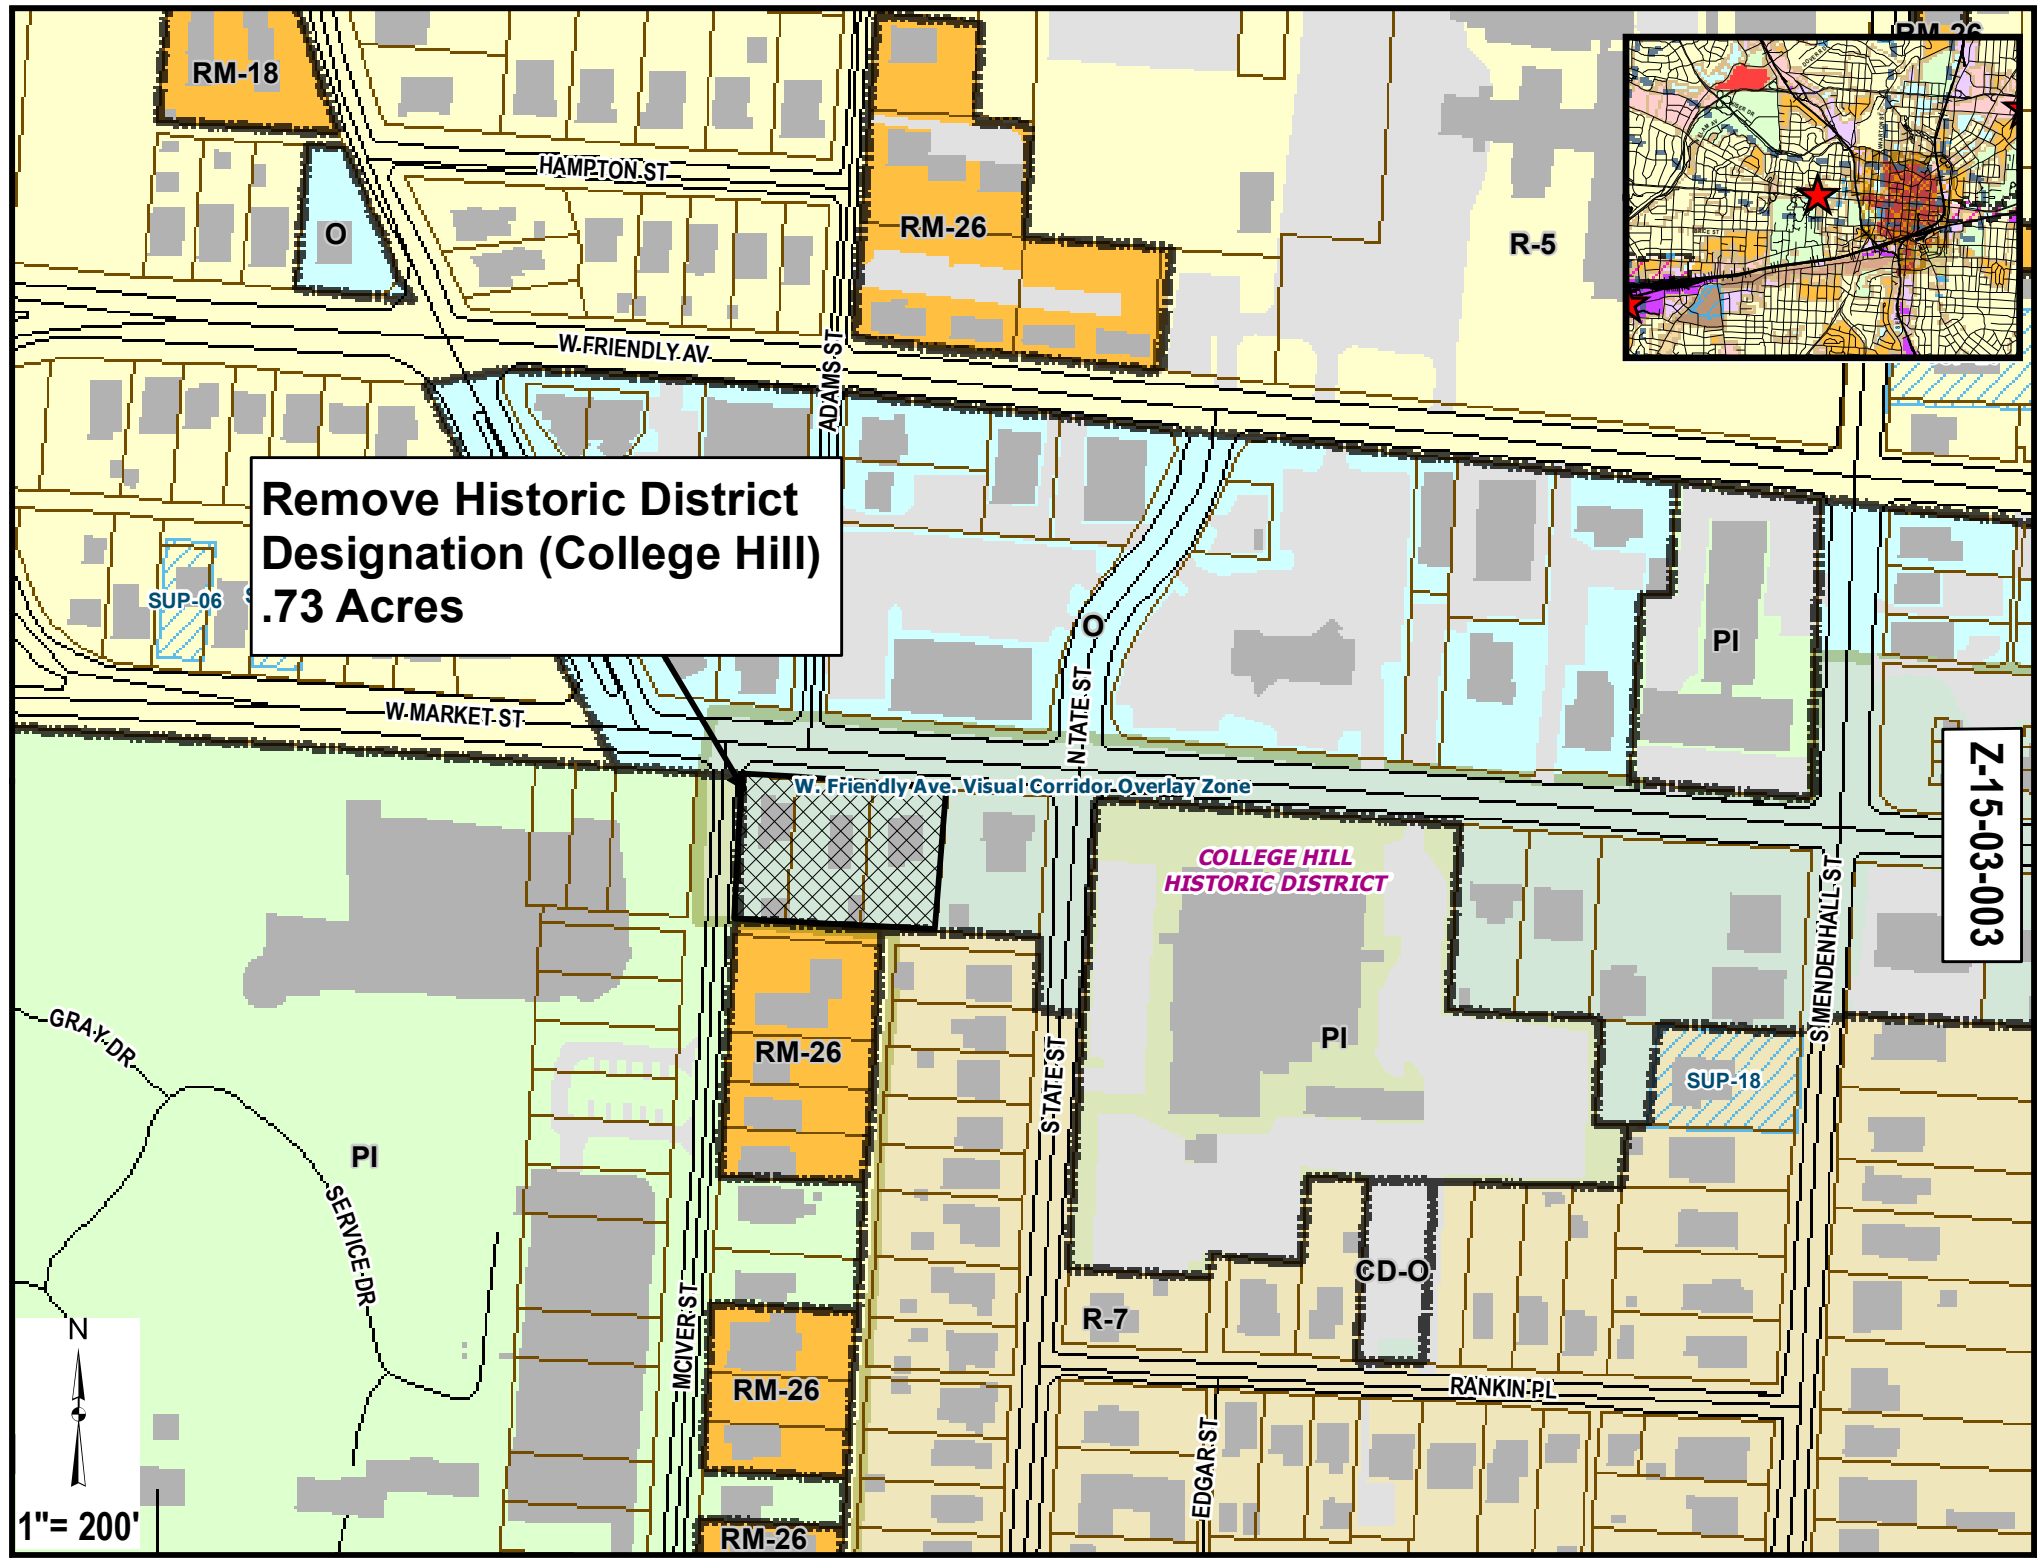 RM-18
RM-26
HAMPTON ST
O
RM-26
R-5
W FRIENDLY AV
ADAMS ST
Remove Historic District
Designation (College Hill)
.73 Acres
SUP-06
O
PI
N TATE ST
W MARKET ST
W. Friendly Ave. Visual Corridor Overlay Zone
Z-15-03-003
COLLEGE HILL
HISTORIC DISTRICT
S MENDENHALL ST
GRAY DR
RM-26
PI
S TATE ST
SUP-18
PI
SERVICE DR
CD-O
R-7
MCIVER ST
N
RM-26
RANKIN PL
EDGAR ST
1"= 200'
RM-26